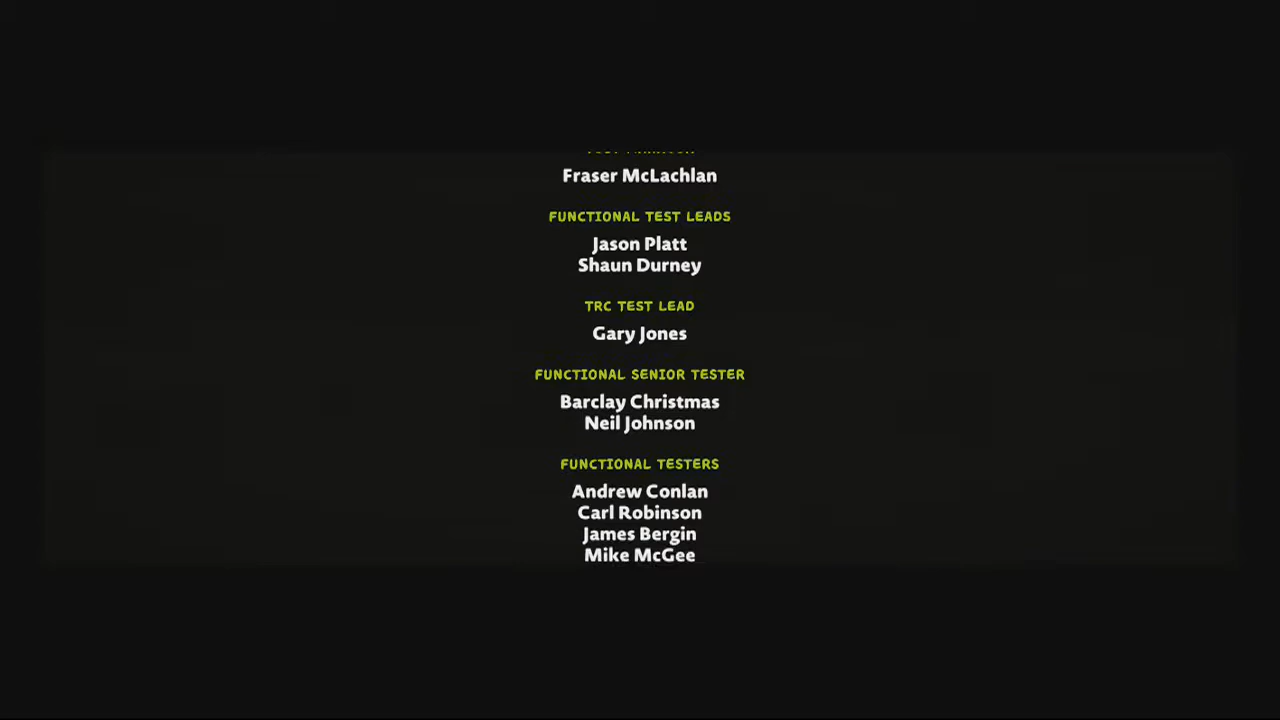 Fraser McLachlan
FUNCTIONAL TEST LEADS
Jason Platt
Shaun Durney
TRC TEST LEAD
Gary Jones
FUNCTIONAL SENIOR TESTER
Barclay Christmas
Neil Johnson
FUNCTIONAL TESTERS
Andrew Conlan
Carl Robinson
James Bergin
Mike McGee